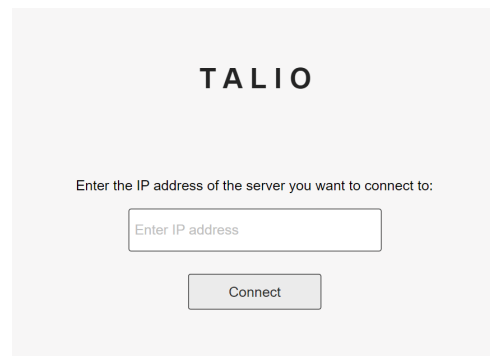 TALIO
Enter the IP address of the server you want to connect to:
Enter IP address
Connect